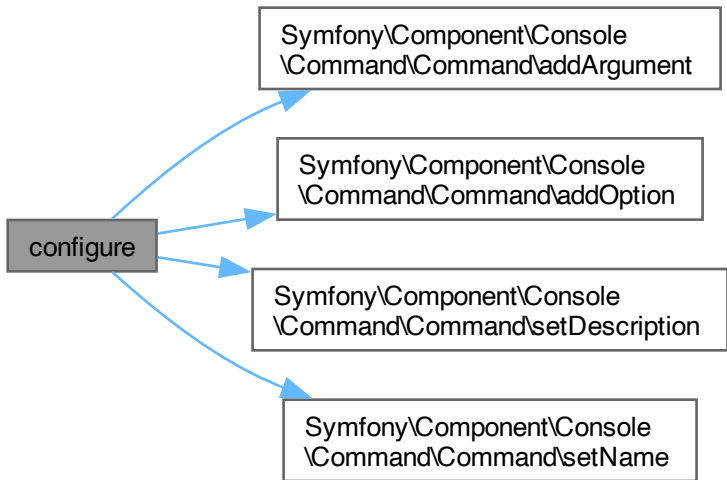 Symfony\Component\Console
\Command\Command\addArgument
Symfony\Component\Console
\Command\Command\addOption
configure
Symfony\Component\Console
\Command\Command\setDescription
Symfony\Component\Console
\Command\Command\setName